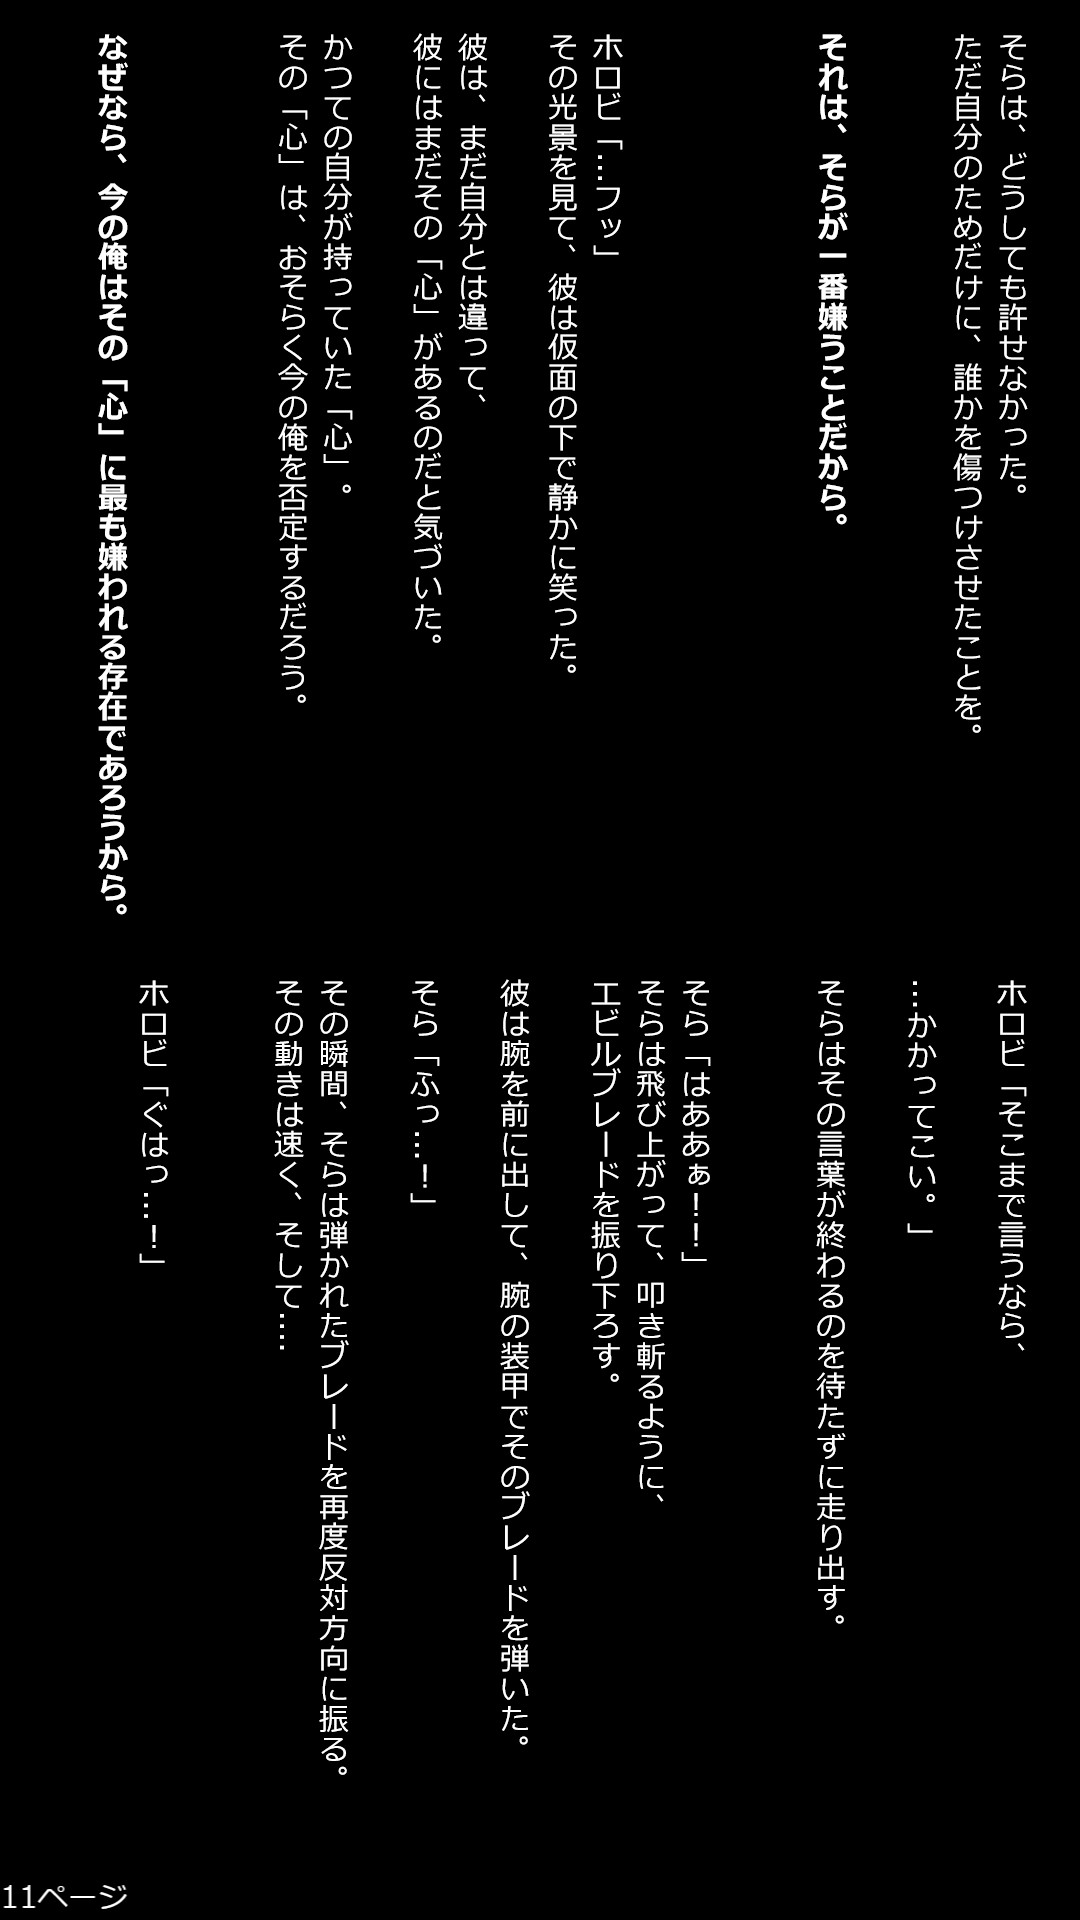 そらは、どうしても許せなかった。
ただ自分のためだけに、誰かを傷つけさせたことを。
それは、そらが一番嫌うことだから。
ホロビ「…フッ」
その光景を見て、彼は仮面の下で静かに笑った。
彼は、まだ自分とは違って、
彼にはまだその「心」があるのだと気づいた。
かつての自分が持っていた「心」。
その「心」は、おそらく今の俺を否定するだろう。
なぜなら、今の俺はその「心」に最も嫌われる存在であろうから。
ホロビ「そこまで言うなら、
…かかってこい。」
そらはその言葉が終わるのを待たずに走り出す。
そら「はああぁ！！」
そらは飛び上がって、叩き斬るように、
エビルブレードを振り下ろす。
彼は腕を前に出して、腕の装甲でそのブレードを弾いた。
そら「ふっ…！」
その瞬間、そらは弾かれたブレードを再度反対方向に振る。
その動きは速く、そして‥‥
ホロビ「ぐはっ…！」
11ページ